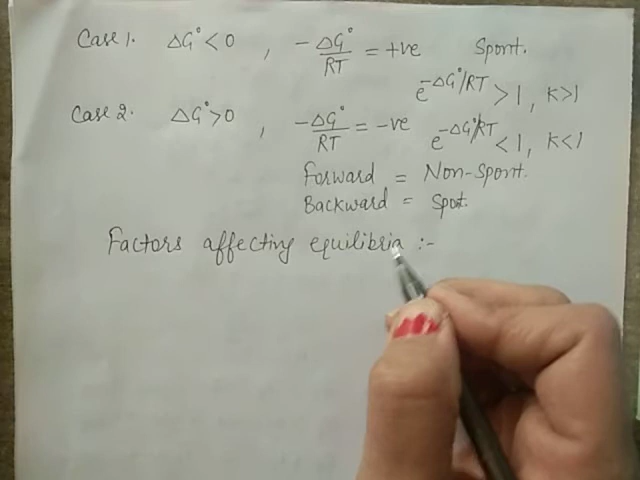 Case 1. ΔG° < 0 , -ΔG°/RT = +ve Spont.
e^-ΔG°/RT > 1, K>1
Case 2. ΔG° > 0 , -ΔG°/RT = -ve e^-ΔG°/RT < 1, K<1
Forward = Non-Spont.
Backward = Spot.
Factors affecting equilibria :-